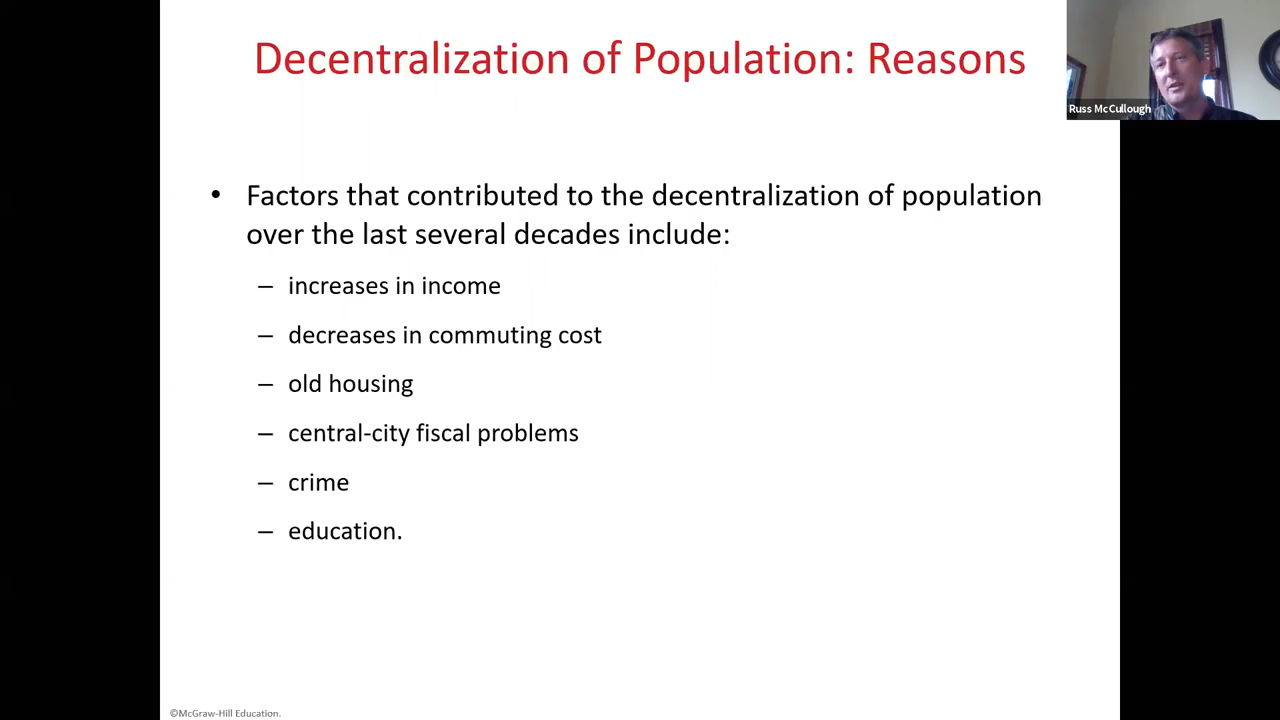 Decentralization of Population: Reasons
Russ McCullough
• Factors that contributed to the decentralization of population
over the last several decades include:
– increases in income
– decreases in commuting cost
– old housing
– central-city fiscal problems
– crime
– education.
©McGraw-Hill Education.